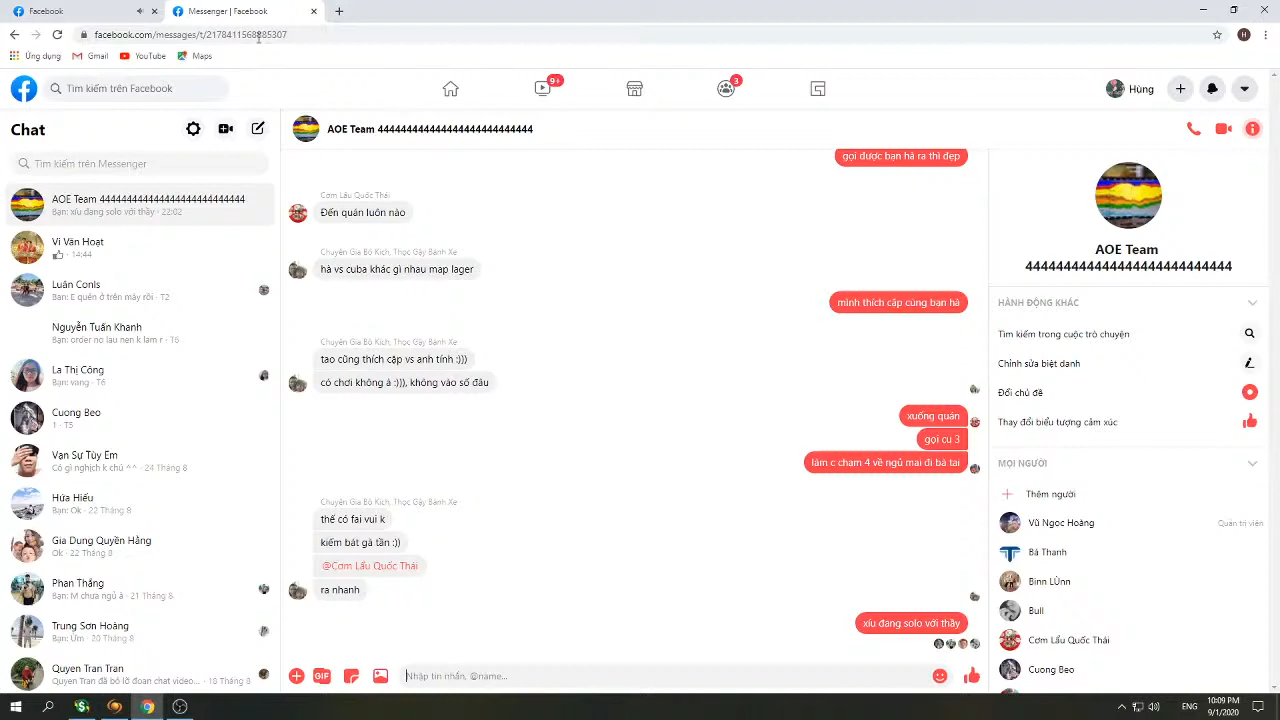 Facebook
Messenger | Facebook
facebook.com/messages/t/2178411568885307
H
Ứng dụng
Gmail
YouTube
Maps
Tìm kiếm trên Facebook
9+
3
Hùng
Chat
Tìm kiếm trên Messenger
AOE Team
Bạn: xíu đang solo với thầy · 22:02
Vi Văn Hoạt
· 14:44
Luân Conls
Bạn: E quên ở trên máy rồi · T2
Nguyễn Tuấn Khanh
Bạn: order no lau nen k lam r · T6
La Thị Công
Bạn: vang · T6
Cuong Beo
1 · T5
Vạn Sự Tùy Em
Có gì nghịch k chú ^^ · 24 Tháng 8
Hứa Hiếu
Bạn: Ok · 22 Tháng 8
Gia Dụng Quyền Hằng
Ok · 22 Tháng 8
Phan Thắng
Bạn: M chưa ngủ à · 21 Tháng 8
Trung Sơn Hoàng
Bạn: Ừm · 20 Tháng 8
Quyen Tran Tran
Quyen Tran đã bỏ lỡ đoạn chat video... · 18 Tháng 8
AOE Team
gọi được bạn hà ra thì đẹp
Cơm Lẩu Quốc Thái
Đến quán luôn nào
Chuyên Gia Bô Kích, Thọc Gậy Bánh Xe
hà vs cuba khác gì nhau map lager
mình thích cặp cùng bạn hà
Chuyên Gia Bô Kích, Thọc Gậy Bánh Xe
tao cũng thích cặp vs anh tính :)))
có chơi không ả :))), không vào số đâu
xuống quán
gọi cu 3
làm c chạm 4 về ngủ mai đi bà tai
Chuyên Gia Bô Kích, Thọc Gậy Bánh Xe
thế có fai vui k
kiếm bát gà tần :))
@Cơm Lẩu Quốc Thái
ra nhanh
xíu đang solo với thầy
GIF
Nhập tin nhắn, @name...
AOE Team
HÀNH ĐỘNG KHÁC
Tìm kiếm trong cuộc trò chuyện
Chỉnh sửa biệt danh
Đổi chủ đề
Thay đổi biểu tượng cảm xúc
MỌI NGƯỜI
Thêm người
Vũ Ngọc Hoàng
Quản trị viên
Bá Thanh
Bình Lùnn
Bull
Cơm Lẩu Quốc Thái
Cuong Beo
ENG
10:09 PM
9/1/2020